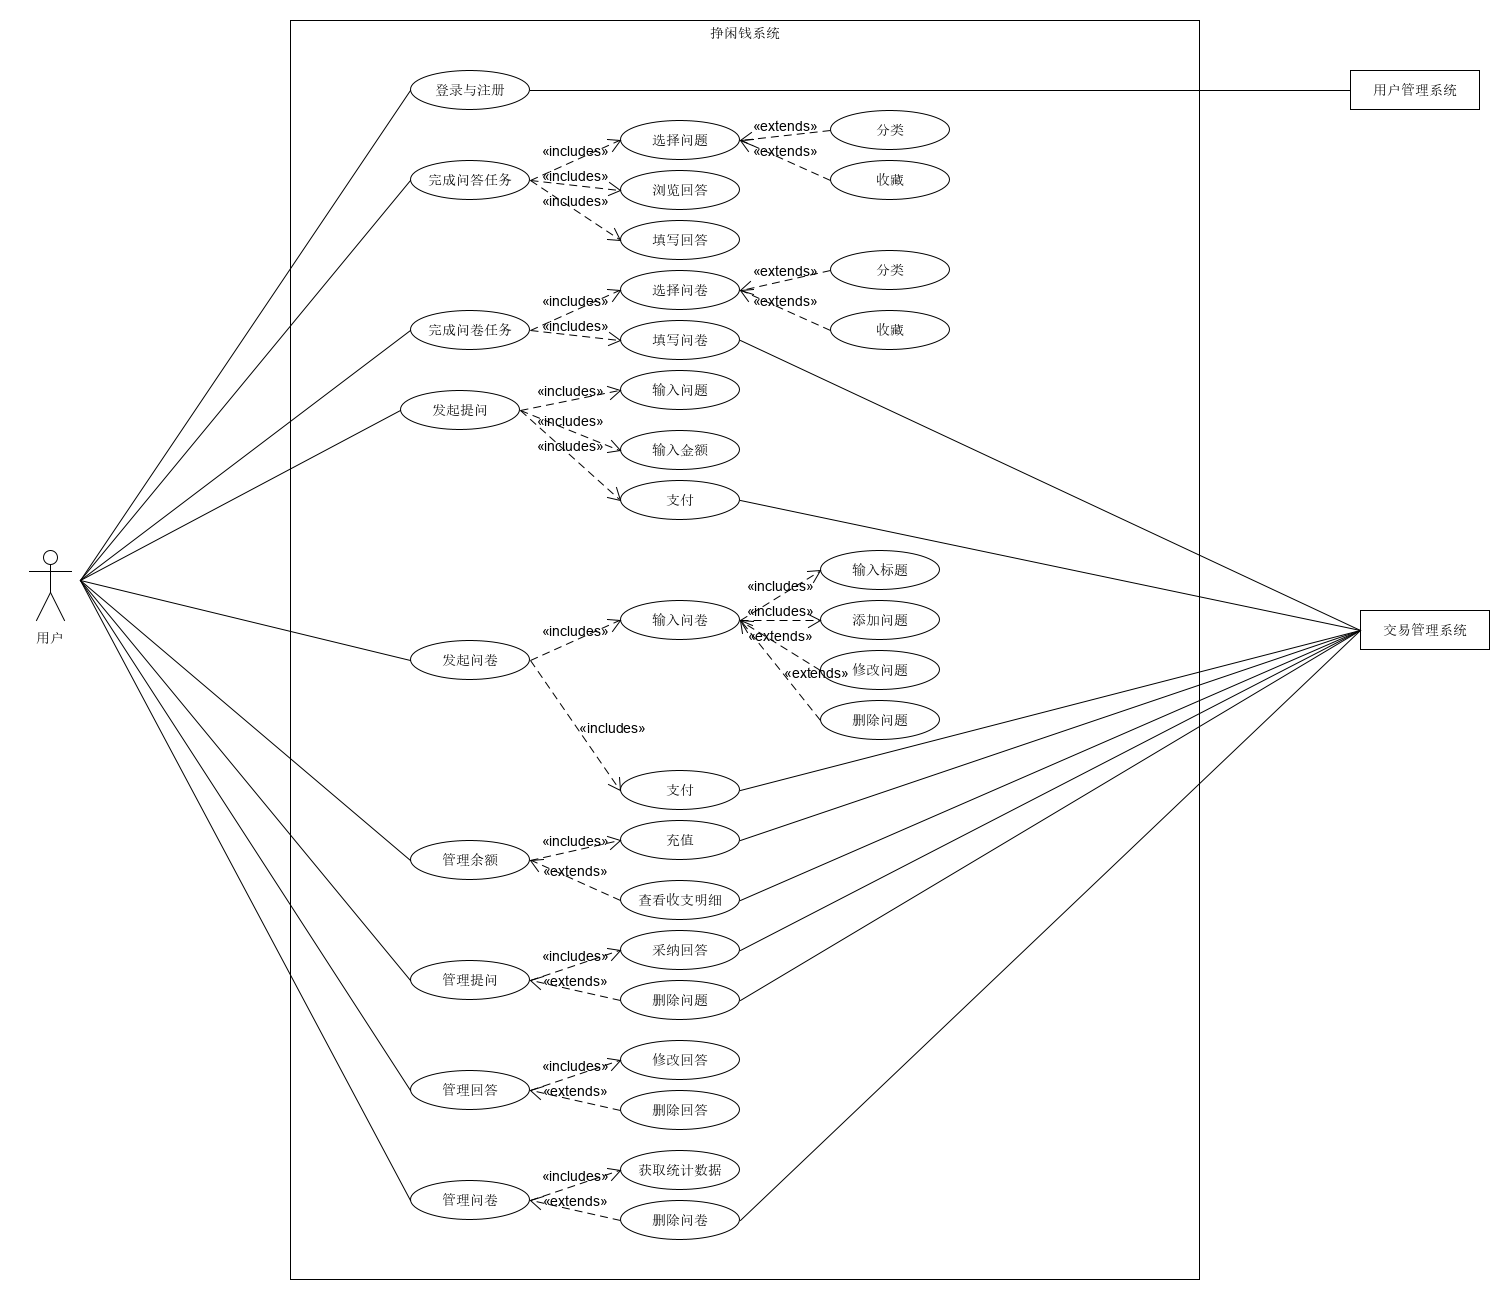 挣闲钱系统
登录与注册
用户管理系统
«extends»
分类
选择问题
«includes»
«extends»
完成问答任务
«includes»
浏览回答
收藏
«includes»
填写回答
«extends»
分类
选择问卷
«includes»
«extends»
完成问卷任务
«includes»
填写问卷
收藏
«includes»
输入问题
发起提问
«includes»
«includes»
输入金额
支付
输入标题
«includes»
用户
«includes»
输入问卷
«includes»
添加问题
«extends»
交易管理系统
发起问卷
«extends»
修改问题
删除问题
«includes»
支付
«includes»
充值
管理余额
«extends»
查看收支明细
«includes»
采纳回答
管理提问
«extends»
删除问题
«includes»
修改回答
管理回答
«extends»
删除回答
«includes»
获取统计数据
管理问卷
«extends»
删除问卷